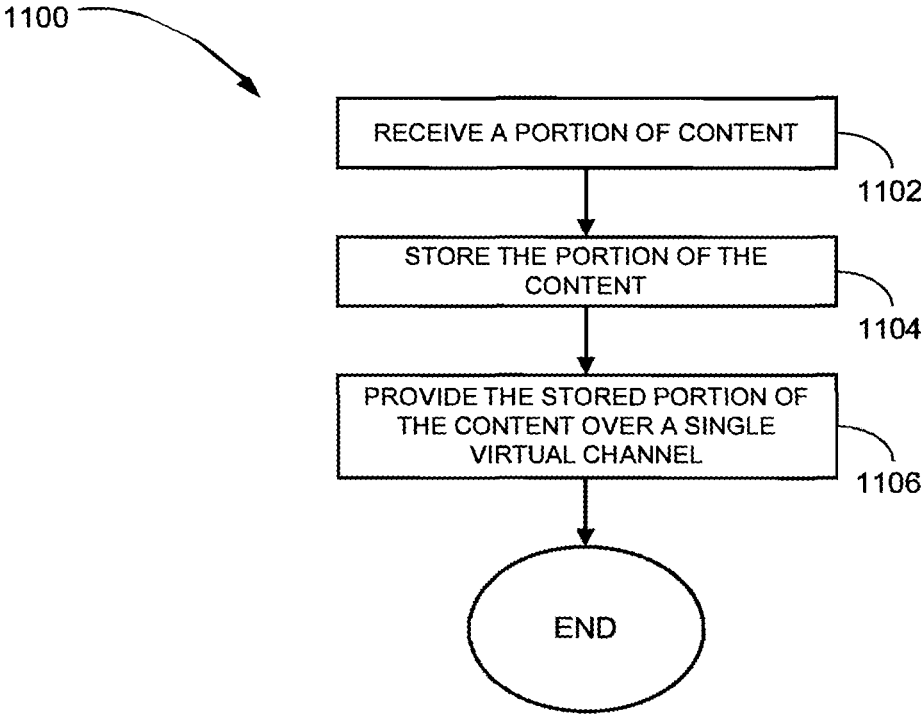 1100
RECEIVE A PORTION OF CONTENT
1102
STORE THE PORTION OF THE
CONTENT
1104
PROVIDE THE STORED PORTION OF
THE CONTENT OVER A SINGLE
VIRTUAL CHANNEL
1106
END